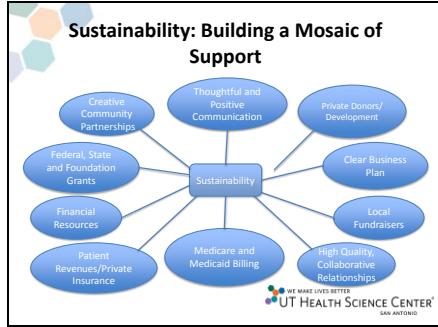 Sustainability: Building a Mosaic of
Support
Thoughtful and
Positive
Communication
Creative
Community
Partnerships
Private Donors/
Development
Federal, State
and Foundation
Grants
Sustainability
Clear Business
Plan
Financial
Resources
Local
Fundraisers
Patient
Revenues/Private
Insurance
Medicare and
Medicaid Billing
High Quality,
Collaborative
Relationships
WE MAKE LIVES BETTER
UT HEALTH SCIENCE CENTER
SAN ANTONIO